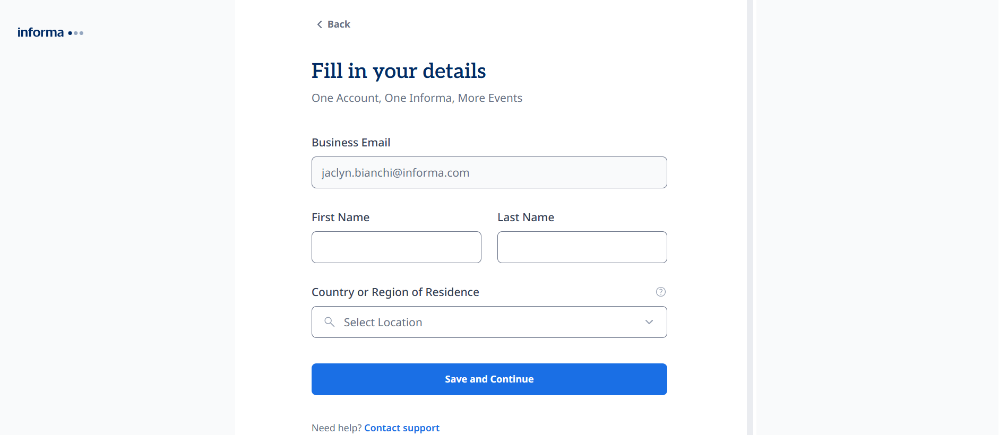 informa
Back
Fill in your details
One Account, One Informa, More Events
Business Email
jaclyn.bianchi@informa.com
First Name
Last Name
Country or Region of Residence
?
Select Location
Save and Continue
Need help? Contact support